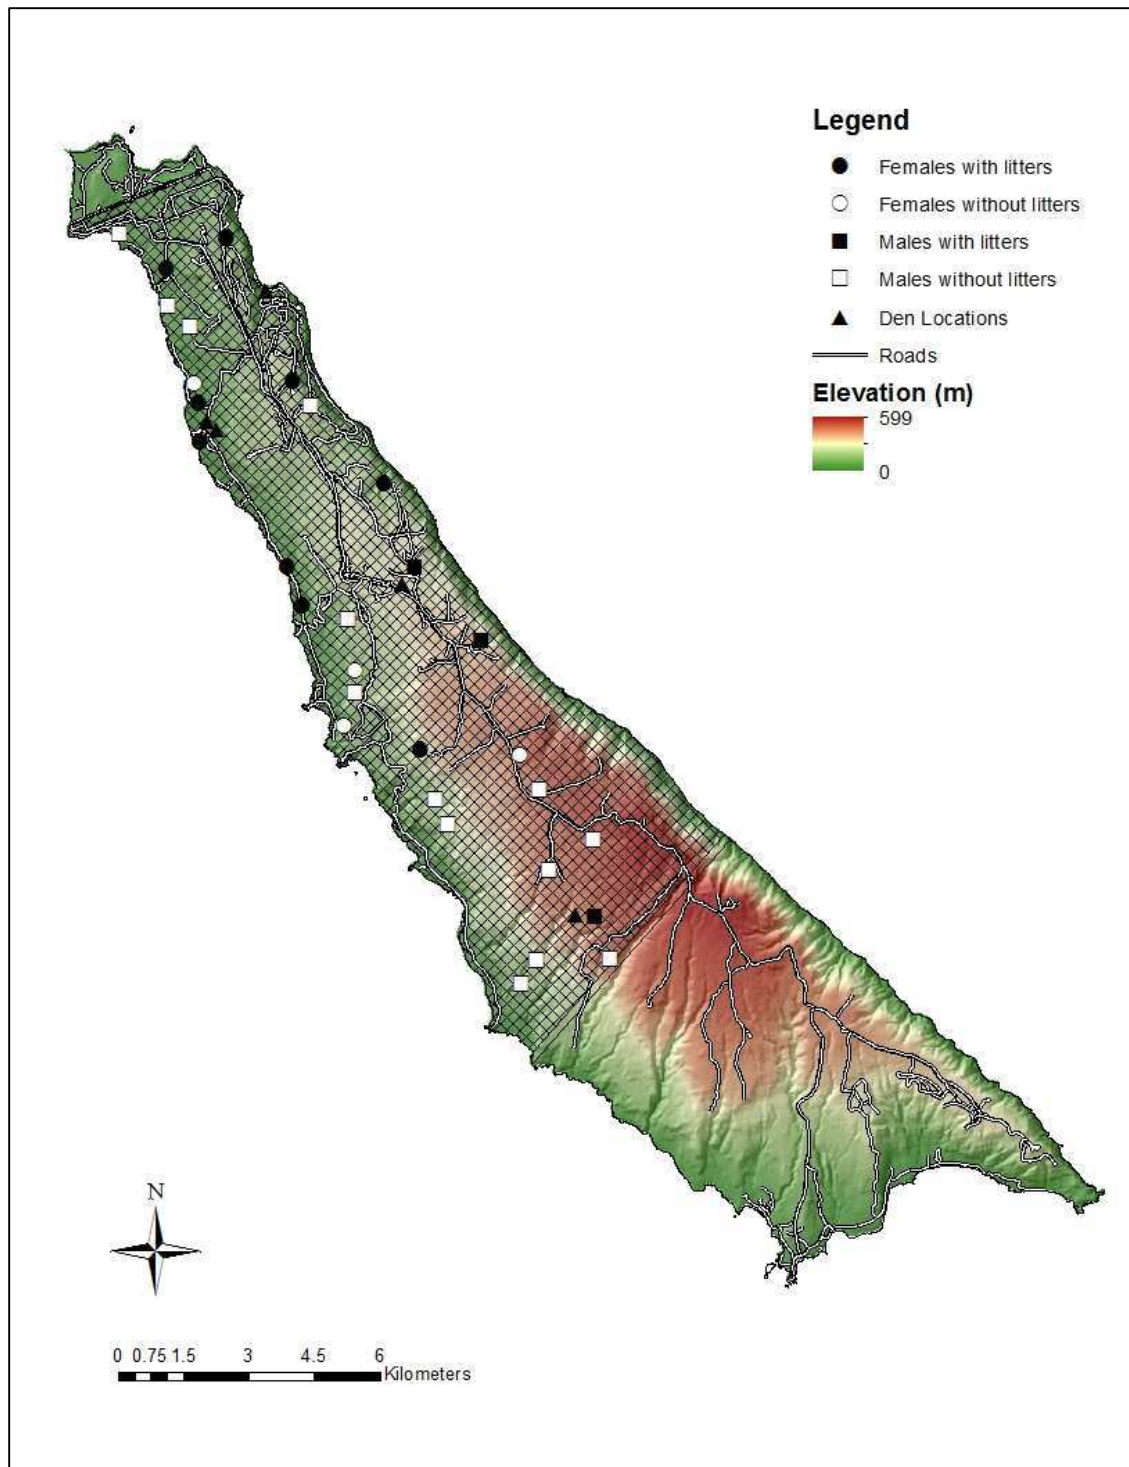 Legend
Females with litters
Females without litters
Males with litters
Males without litters
Den Locations
Roads
Elevation (m)
599
0
N
0 0.75 1.5 3 4.5 6
Kilometers